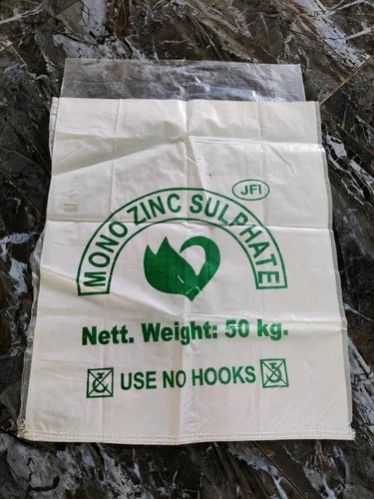 JFI
MONO ZINC SULPHATE
Nett. Weight: 50 kg.
USE NO HOOKS